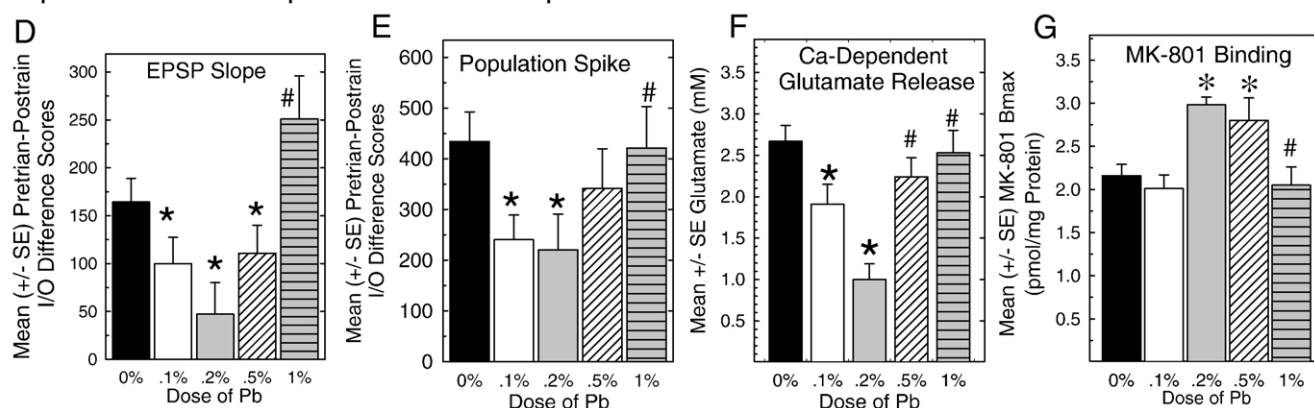 D
EPSP Slope
Mean (+/- SE) Pretrian-Postrain
I/O Difference Scores
300
250
200
150
100
50
0
*
*
*
#
0% .1% .2% .5% 1%
Dose of Pb
E
Population Spike
Mean (+/- SE) Pretrian-Postrain
I/O Difference Scores
600
500
400
300
200
100
0
*
*
#
0% .1% .2% .5% 1%
Dose of Pb
F
Ca-Dependent
Glutamate Release
Mean +/- SE Glutamate (mM)
3.5
3.0
2.5
2.0
1.5
1.0
0.5
*
*
#
#
0% .1% .2% .5% 1%
Dose of Pb
G
MK-801 Binding
Mean (+/- SE) MK-801 Bmax
(pmol/mg Protein)
3.5
3.0
2.5
2.0
1.5
1.0
0.5
*
*
#
0% .1% .2% .5% 1%
Dose of Pb